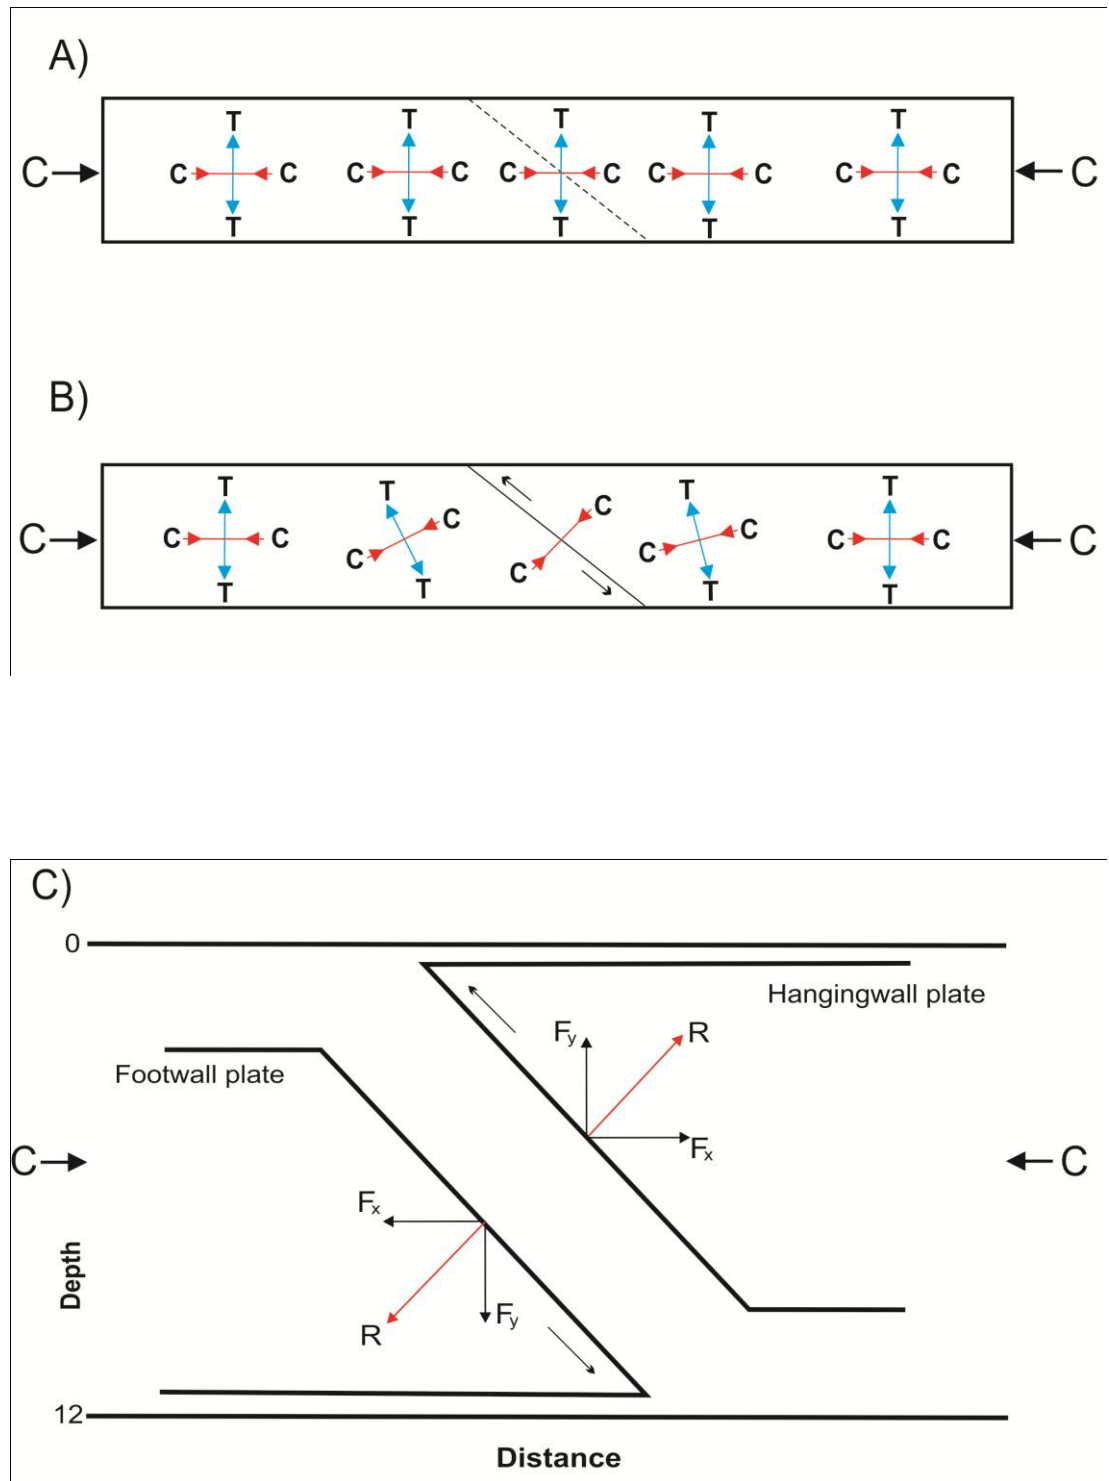 A)
T T T T T
C C C C C C C C C C C C
T T T T T
B)
T T T T T
C C C C C C C C C C C
T T T T
C)
0
Hangingwall plate
Fy R
Footwall plate
Fx
C C
Fx
Depth
Fy
R
12
Distance